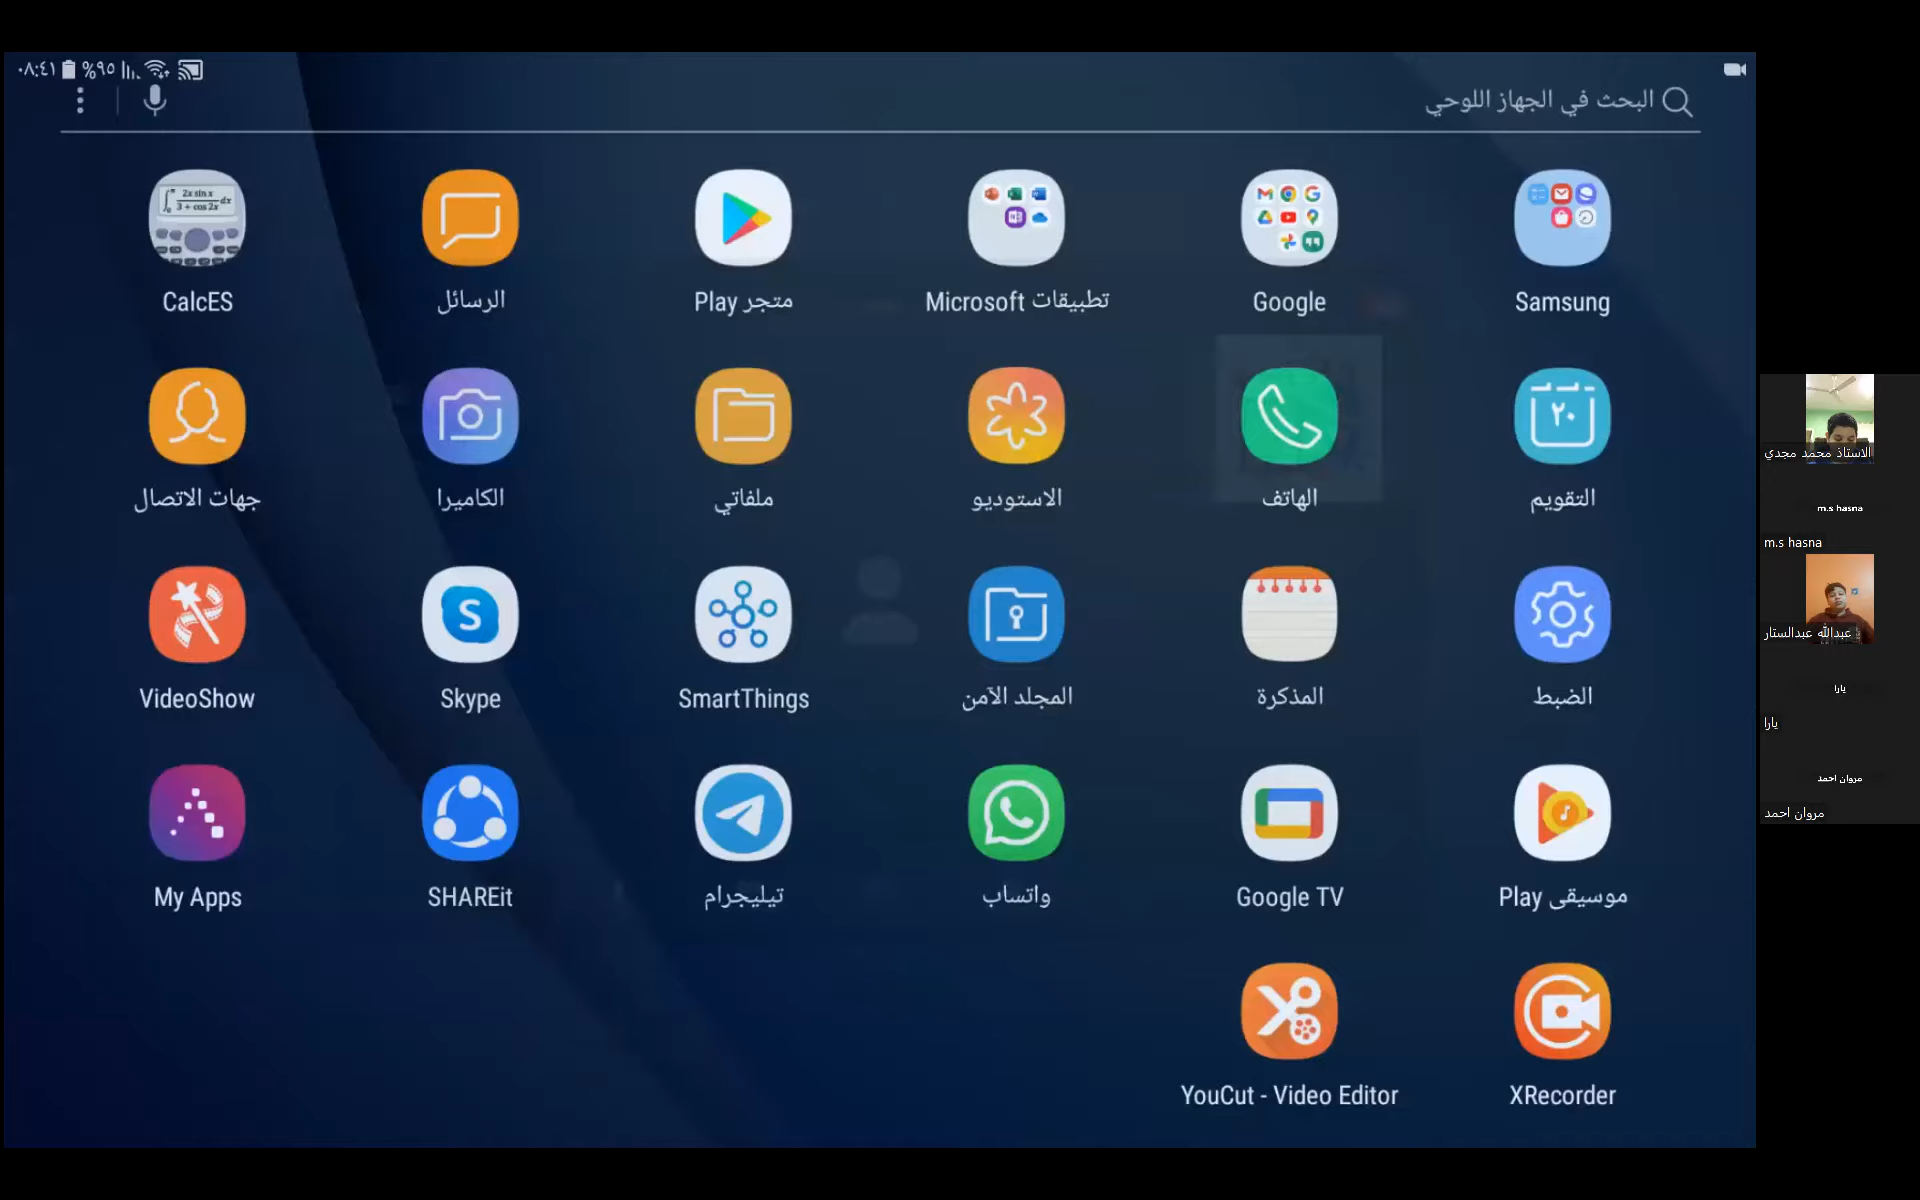 ٠٨:٤١ %٩٥
البحث في الجهاز اللوحي
Samsung
Google
تطبيقات Microsoft
متجر Play
الرسائل
CalcES
التقويم
٢٠
الهاتف
الاستوديو
ملفاتي
الكاميرا
جهات الاتصال
الضبط
المذكرة
المجلد الآمن
SmartThings
Skype
VideoShow
موسيقى Play
Google TV
واتساب
تيليجرام
SHAREit
My Apps
XRecorder
YouCut - Video Editor
الاستاذ محمد مجدي
m.s hasna
m.s hasna
عبدالله عبدالستار
يارا
يارا
مروان احمد
مروان احمد